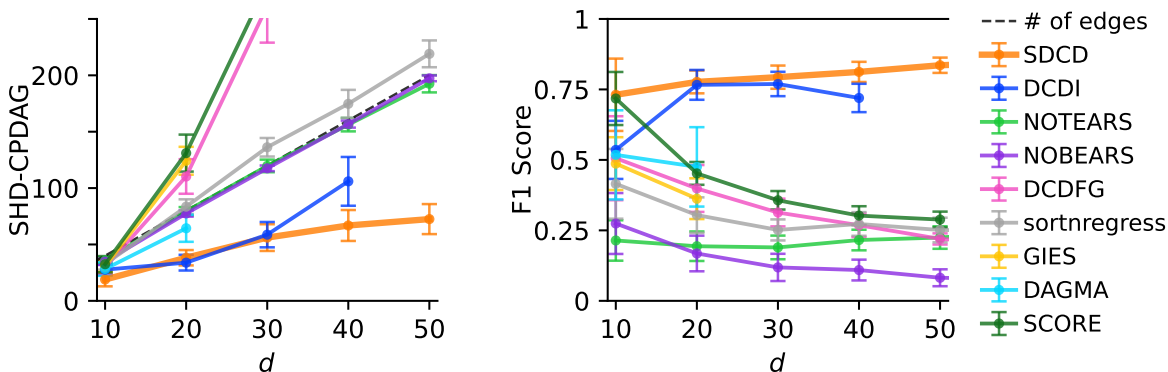 SHD-CPDAG
200
100
0
10 20 30 40 50
d
F1 Score
1
0.75
0.5
0.25
0
10 20 30 40 50
d
# of edges
SDCD
DCDI
NOTEARS
NOBEARS
DCDFG
sortnregress
GIES
DAGMA
SCORE